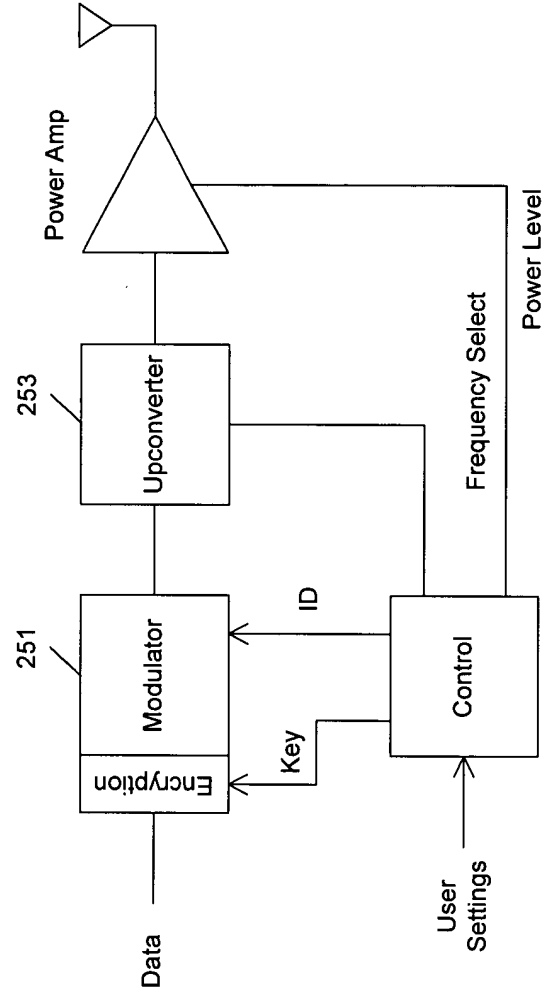 251
253
Power Amp
Data
Encryption
Modulator
Upconverter
Key
ID
Frequency Select
Power Level
User
Settings
Control